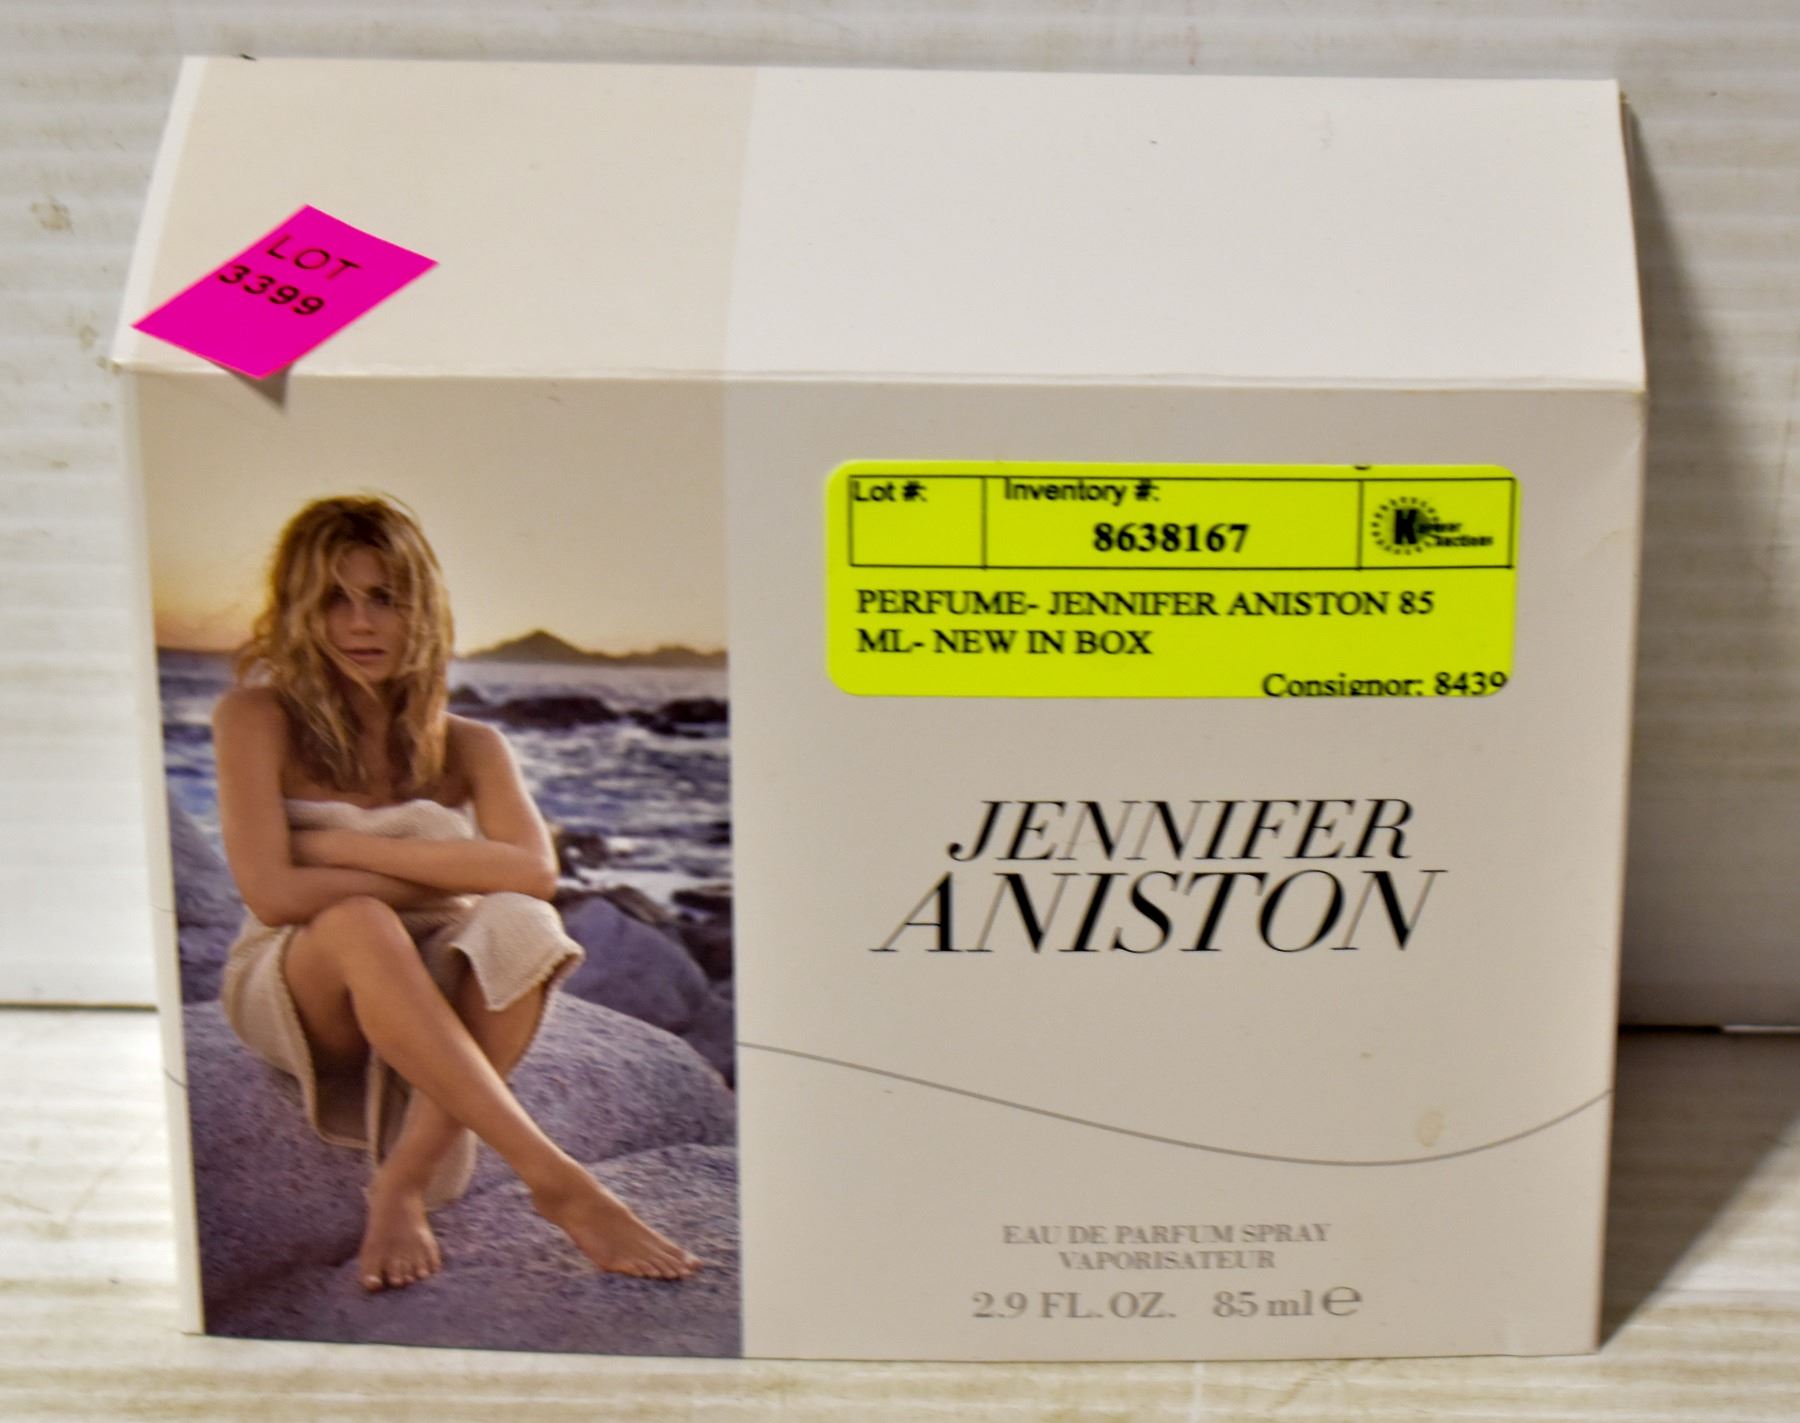 LOT
3399
Lot #:
Inventory #:
8638167
PERFUME- JENNIFER ANISTON 85
ML- NEW IN BOX
Consignor: 8439
JENNIFER
ANISTON
EAU DE PARFUM SPRAY
VAPORISATEUR
2.9 FL. OZ. 85 ml ℮